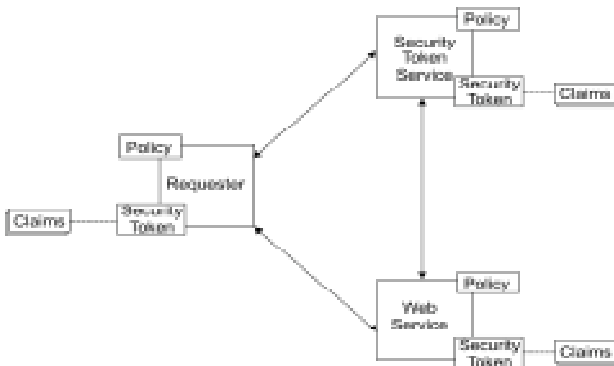 Policy
Security
Token
Service
Security
Token
Claims
Policy
Requester
Security
Token
Claims
Policy
Web
Service
Security
Token
Claims